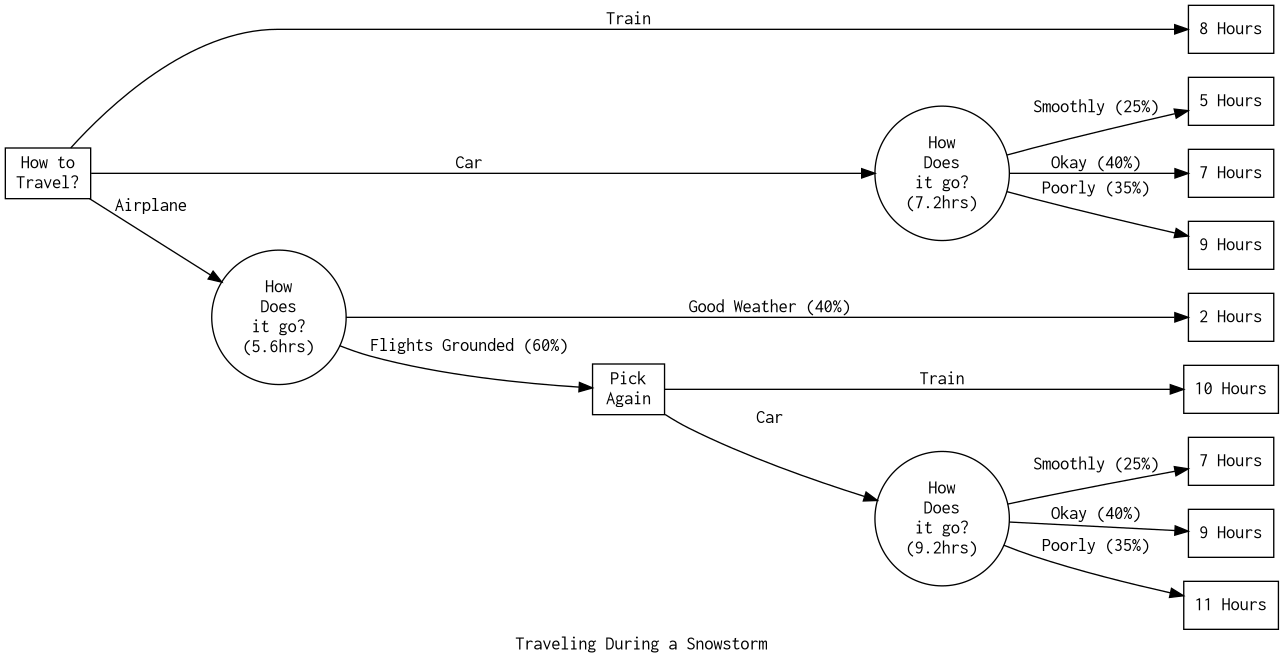 Train
8 Hours
Smoothly (25%)
5 Hours
How to
Travel?
Car
How
Does
it go?
(7.2hrs)
Okay (40%)
7 Hours
Poorly (35%)
9 Hours
Airplane
How
Does
it go?
(5.6hrs)
Good Weather (40%)
2 Hours
Flights Grounded (60%)
Pick
Again
Train
10 Hours
Car
How
Does
it go?
(9.2hrs)
Smoothly (25%)
7 Hours
Okay (40%)
9 Hours
Poorly (35%)
11 Hours
Traveling During a Snowstorm